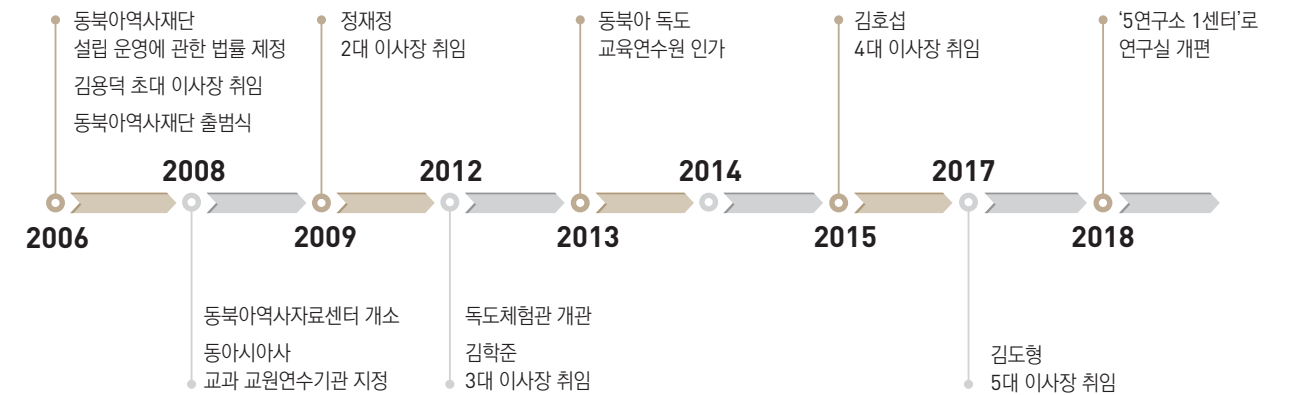 동북아역사재단
설립 운영에 관한 법률 제정
김용덕 초대 이사장 취임
동북아역사재단 출범식
정재정
2대 이사장 취임
동북아 독도
교육연수원 인가
김호섭
4대 이사장 취임
‘5연구소 1센터’로
연구실 개편
2008
2012
2014
2017
2006
2009
2013
2015
2018
동북아역사자료센터 개소
동아시아사
교과 교원연수기관 지정
독도체험관 개관
김학준
3대 이사장 취임
김도형
5대 이사장 취임